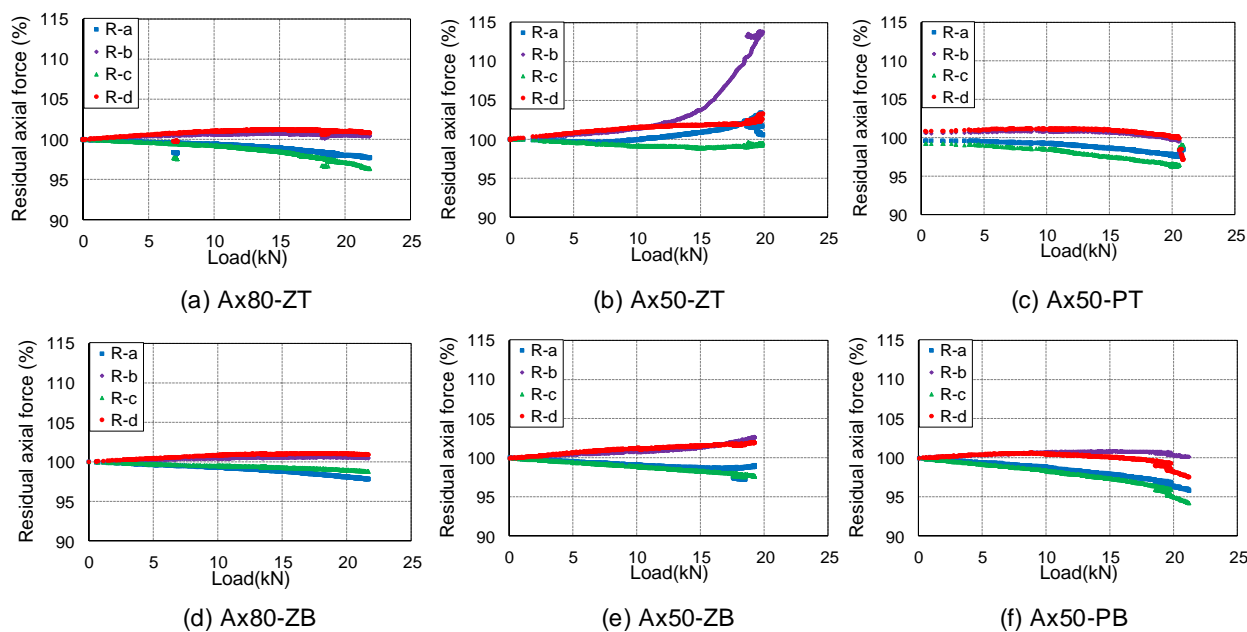 Residual axial force (%)
115
110
105
100
95
90
R-a
R-b
R-c
R-d
0 5 10 15 20 25
Load(kN)
(a) Ax80-ZT
Residual axial force (%)
115
110
105
100
95
90
R-a
R-b
R-c
R-d
0 5 10 15 20 25
Load(kN)
(b) Ax50-ZT
Residual axial force (%)
115
110
105
100
95
90
R-a
R-b
R-c
R-d
0 5 10 15 20 25
Load(kN)
(c) Ax50-PT
Residual axial force (%)
115
110
105
100
95
90
R-a
R-b
R-c
R-d
0 5 10 15 20 25
Load(kN)
(d) Ax80-ZB
Residual axial force (%)
115
110
105
100
95
90
R-a
R-b
R-c
R-d
0 5 10 15 20 25
Load(kN)
(e) Ax50-ZB
Residual axial force (%)
115
110
105
100
95
90
R-a
R-b
R-c
R-d
0 5 10 15 20 25
Load(kN)
(f) Ax50-PB